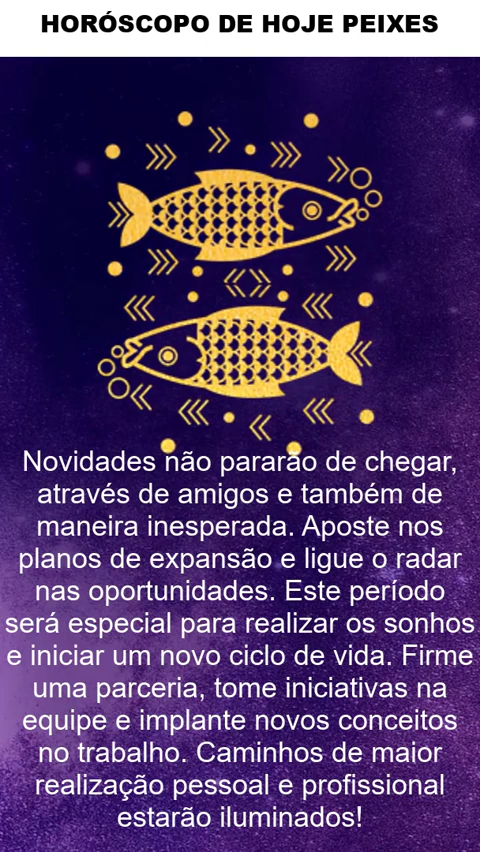 HORÓSCOPO DE HOJE PEIXES
Novidades não pararão de chegar,
através de amigos e também de
maneira inesperada. Aposte nos
planos de expansão e ligue o radar
nas oportunidades. Este período
será especial para realizar os sonhos
e iniciar um novo ciclo de vida. Firme
uma parceria, tome iniciativas na
equipe e implante novos conceitos
no trabalho. Caminhos de maior
realização pessoal e profissional
estarão iluminados!